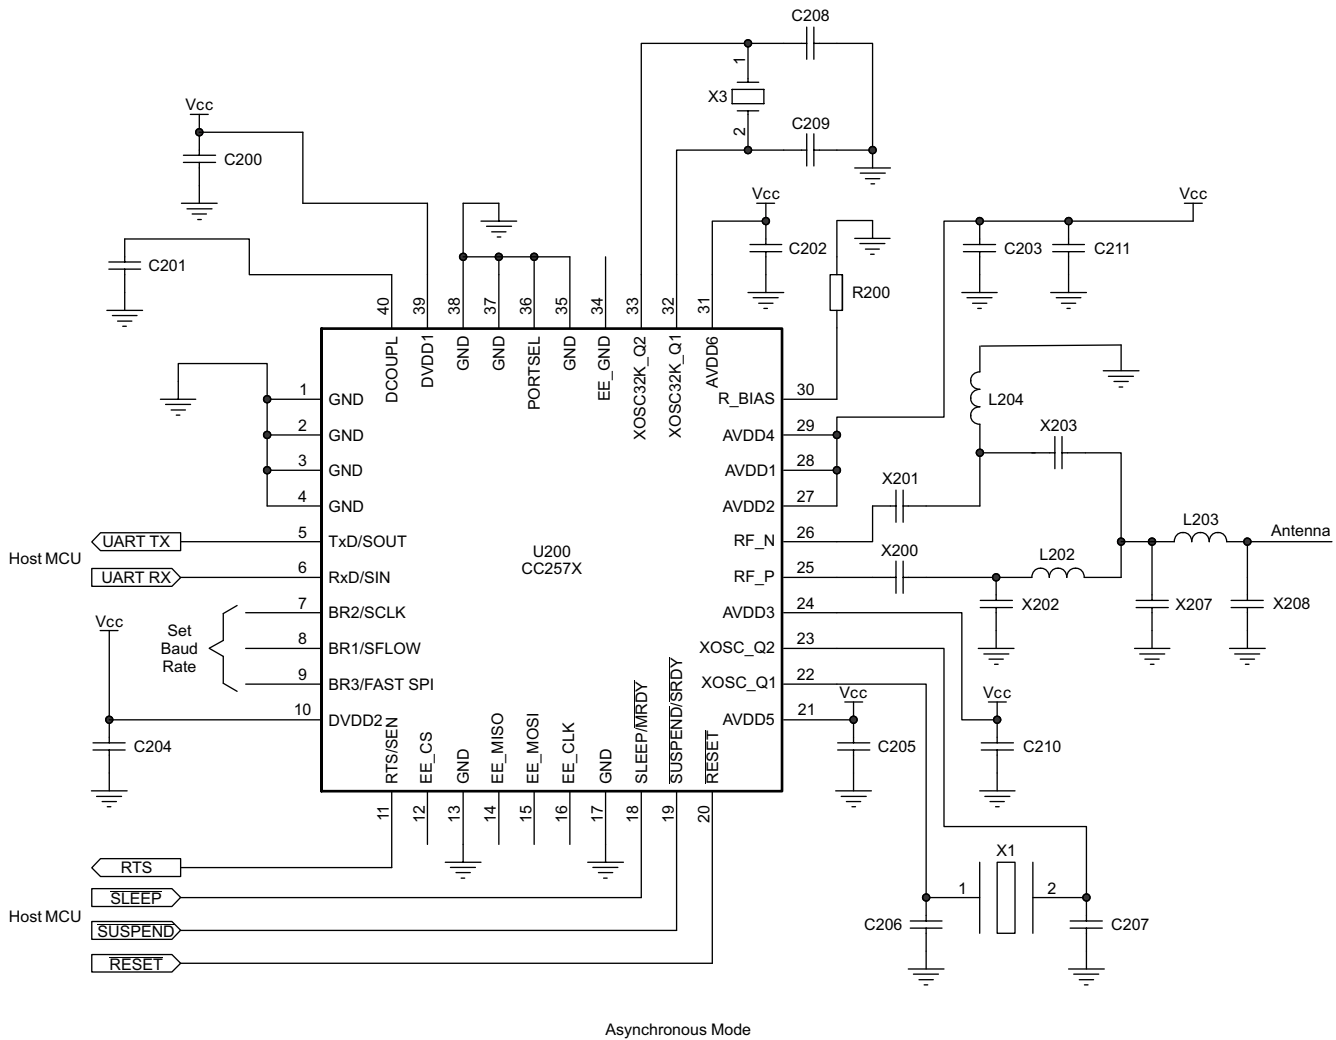 C208
1
X3
2
C209
Vcc
C200
Vcc
C202
Vcc
C203
C211
C201
R200
40
39
38
37
36
35
34
33
32
31
DCOUPL
DVDD1
GND
GND
PORTSEL
GND
EE_GND
XOSC32K_Q2
XOSC32K_Q1
AVDD6
1 GND
2 GND
3 GND
4 GND
5 TxD/SOUT
6 RxD/SIN
7 BR2/SCLK
8 BR1/SFLOW
9 BR3/FAST SPI
10 DVDD2
Host MCU
UART TX
UART RX
Set
Baud
Rate
Vcc
C204
U200
CC257X
R_BIAS 30
AVDD4 29
AVDD1 28
AVDD2 27
RF_N 26
RF_P 25
AVDD3 24
XOSC_Q2 23
XOSC_Q1 22
AVDD5 21
L204
X203
X201
X200
L202
L203
Antenna
X202
X207
X208
Vcc
C205
Vcc
C210
RTS/SEN
EE_CS
GND
EE_MISO
EE_MOSI
EE_CLK
GND
SLEEP/MRDY
SUSPEND/SRDY
RESET
11
12
13
14
15
16
17
18
19
20
X1
1
2
C206
C207
Host MCU
RTS
SLEEP
SUSPEND
RESET
Asynchronous Mode